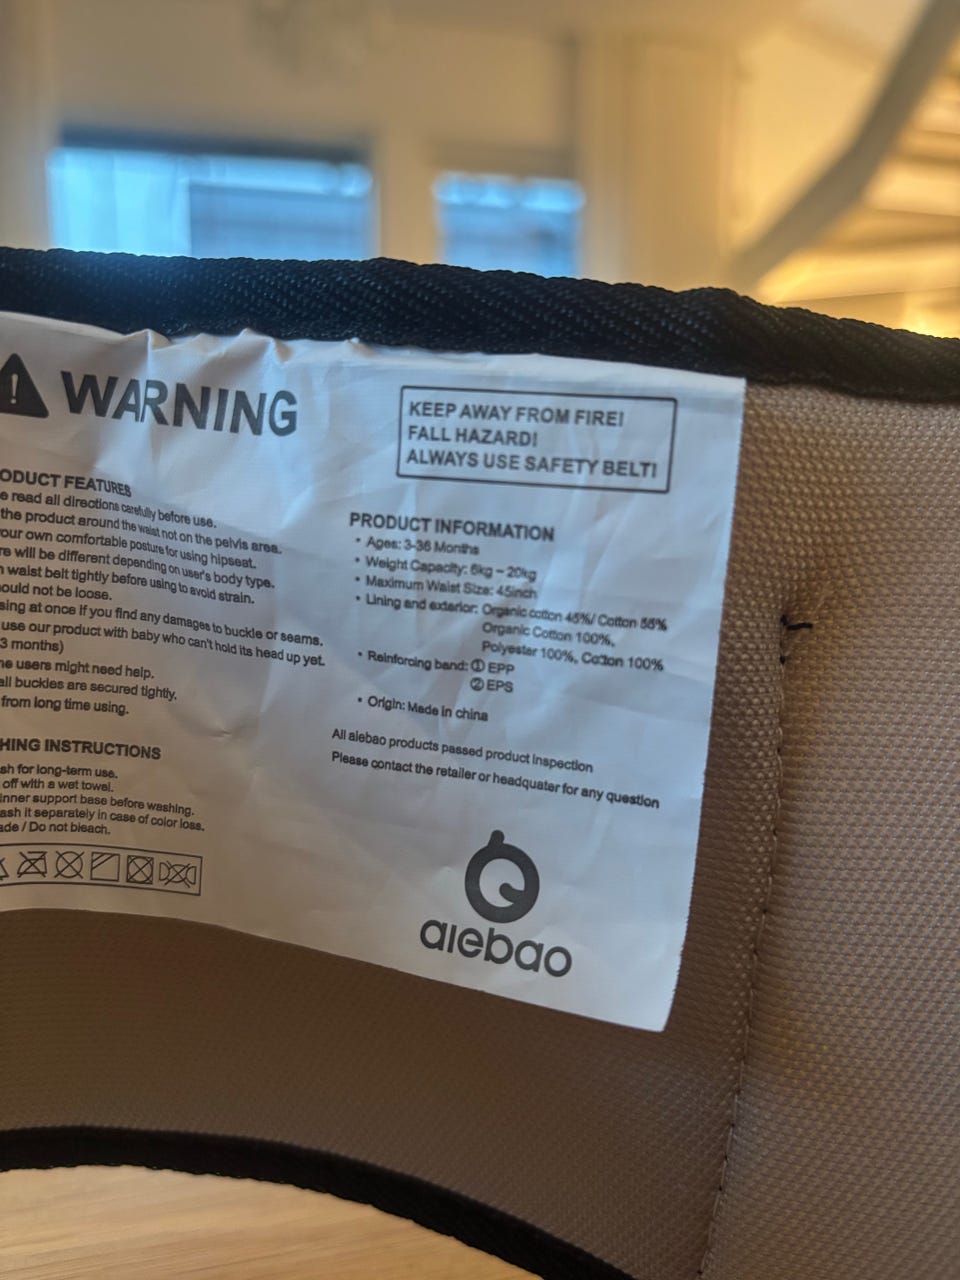 WARNING
KEEP AWAY FROM FIRE!
FALL HAZARD!
ALWAYS USE SAFETY BELT!
ODUCT FEATURES
e read all directions carefully before use.
the product around the waist not on the pelvis area.
our own comfortable posture for using hipseat.
re will be different depending on user's body type.
n waist belt tightly before using to avoid strain.
ould not be loose.
sing at once if you find any damages to buckle or seams.
use our product with baby who can't hold its head up yet.
3 months)
ne users might need help.
all buckles are secured tightly.
from long time using.
HING INSTRUCTIONS
sh for long-term use.
off with a wet towel.
inner support base before washing.
ash it separately in case of color loss.
ade / Do not bleach.
PRODUCT INFORMATION
• Ages: 3-36 Months
• Weight Capacity: 6kg – 20kg
• Maximum Waist Size: 45inch
• Lining and exterior: Organic cotton 45%/ Cotton 55%
Organic Cotton 100%,
Polyester 100%, Cotton 100%
• Reinforcing band: ① EPP
② EPS
• Origin: Made in china
All aiebao products passed product inspection
Please contact the retailer or headquater for any question
aiebao